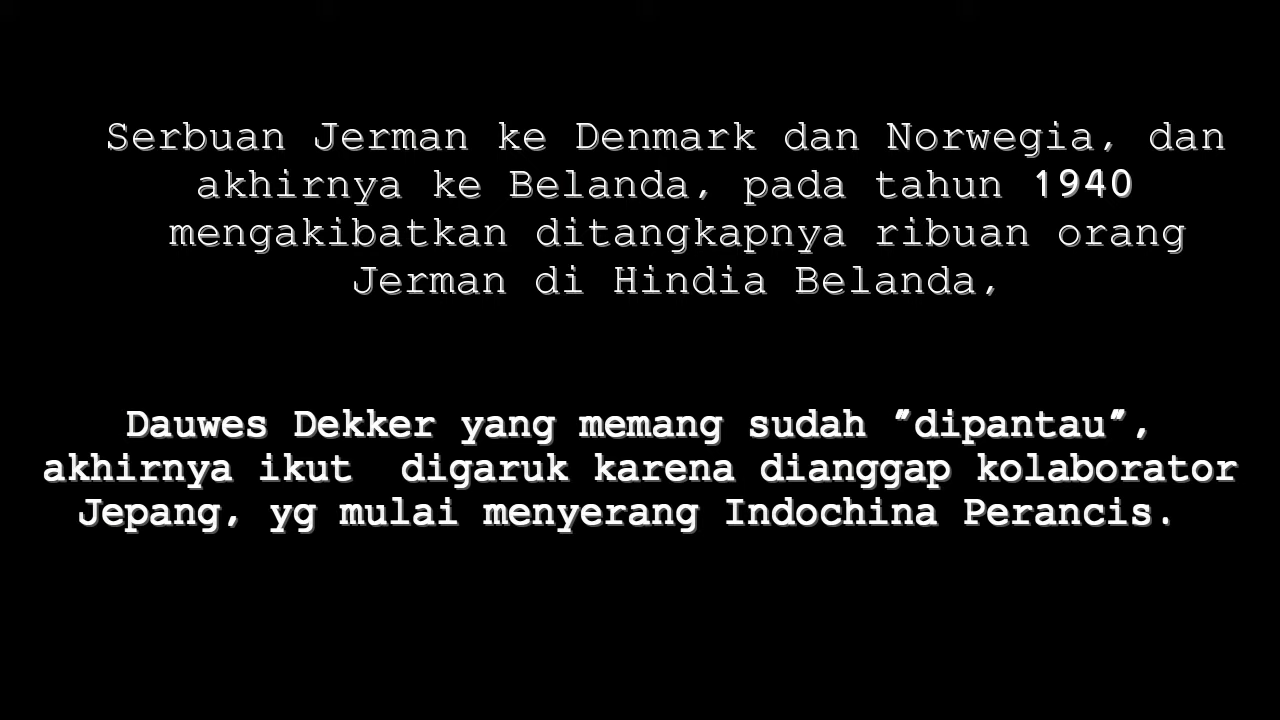 Serbuan Jerman ke Denmark dan Norwegia, dan
akhirnya ke Belanda, pada tahun 1940
mengakibatkan ditangkapnya ribuan orang
Jerman di Hindia Belanda,
Dauwes Dekker yang memang sudah "dipantau",
akhirnya ikut  digaruk karena dianggap kolaborator
Jepang, yg mulai menyerang Indochina Perancis.